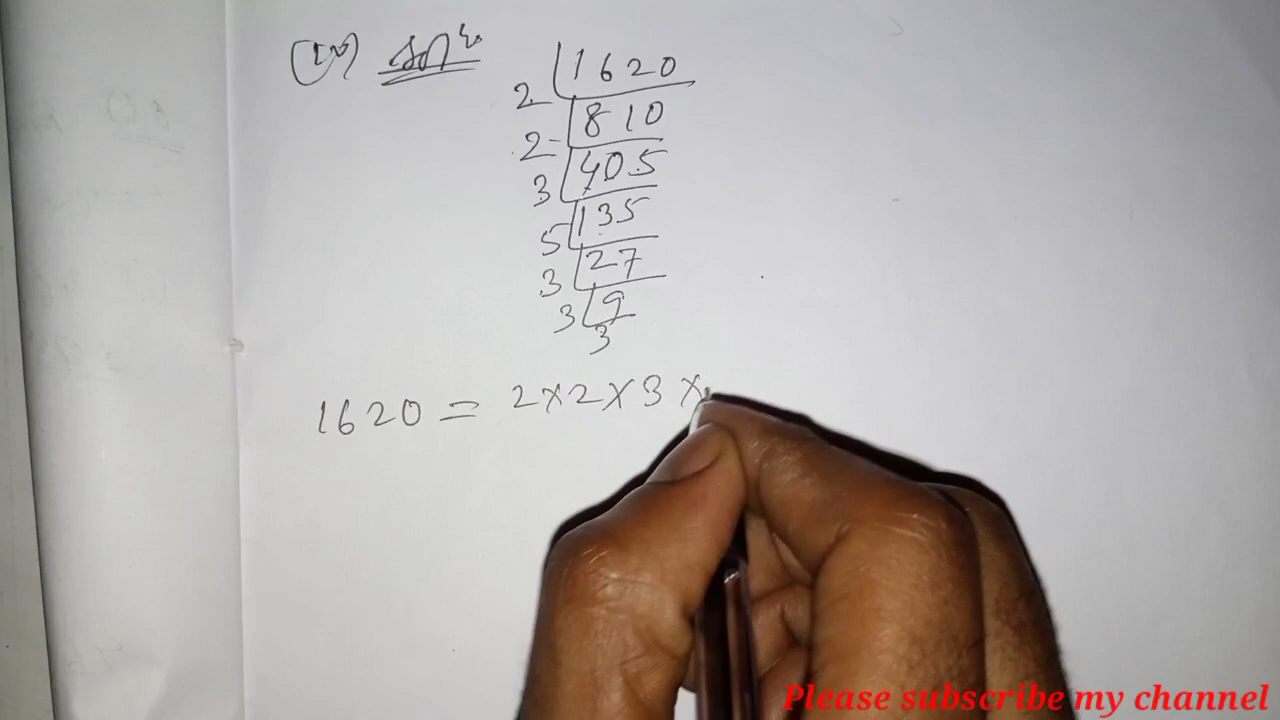 (iv) Solⁿ:
1620
2 810
2 405
3 135
5 27
3 9
3 3
1620 = 2×2×3×
Please subscribe my channel